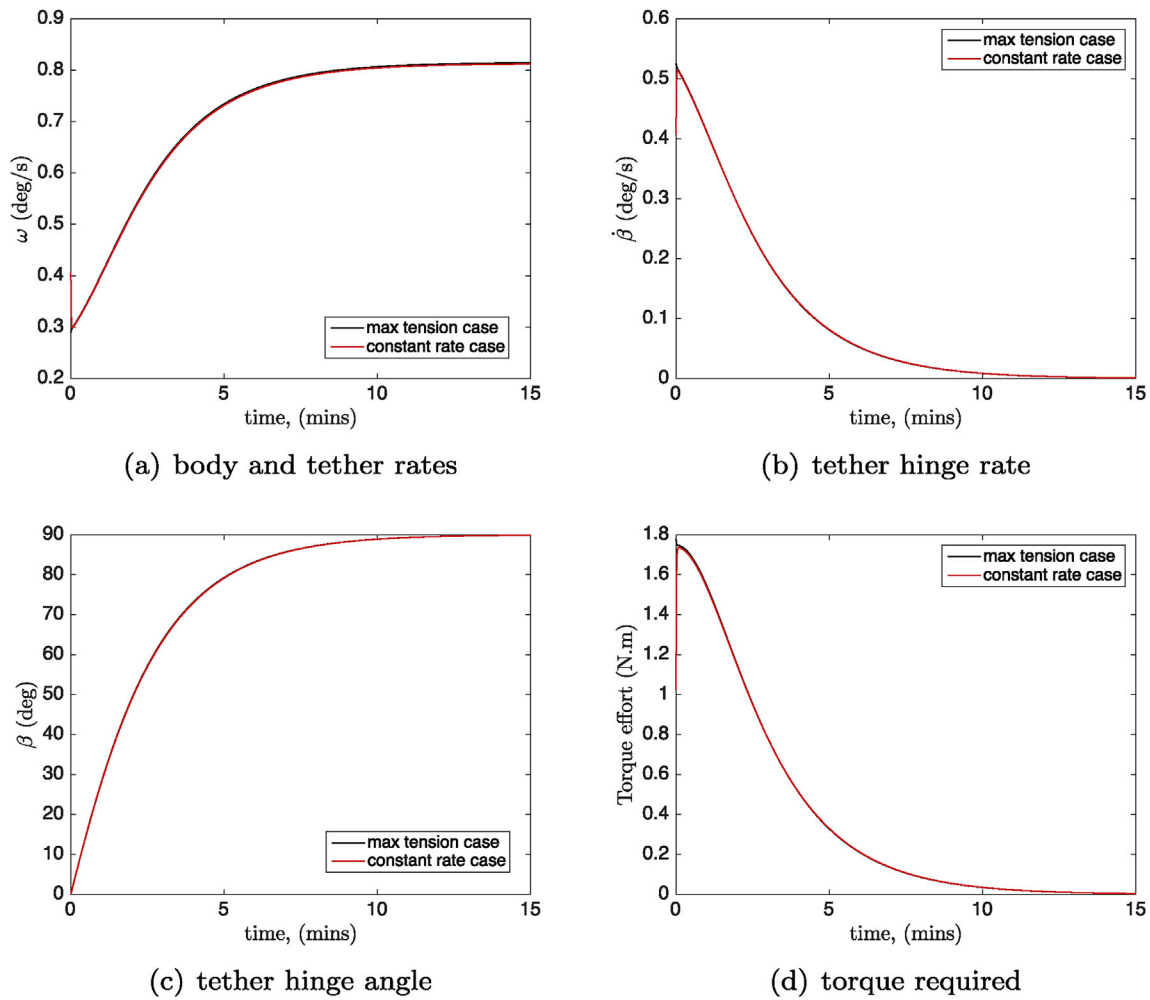 0.9
0.8
0.7
0.6
0.5
0.4
0.3
0.2
ω (deg/s)
max tension case
constant rate case
0 5 10 15
time, (mins)
(a) body and tether rates
0.6
0.5
0.4
0.3
0.2
0.1
0
β̇ (deg/s)
max tension case
constant rate case
0 5 10 15
time, (mins)
(b) tether hinge rate
90
80
70
60
50
40
30
20
10
0
β (deg)
max tension case
constant rate case
0 5 10 15
time, (mins)
(c) tether hinge angle
1.8
1.6
1.4
1.2
1
0.8
0.6
0.4
0.2
0
Torque effort (N.m)
max tension case
constant rate case
0 5 10 15
time, (mins)
(d) torque required